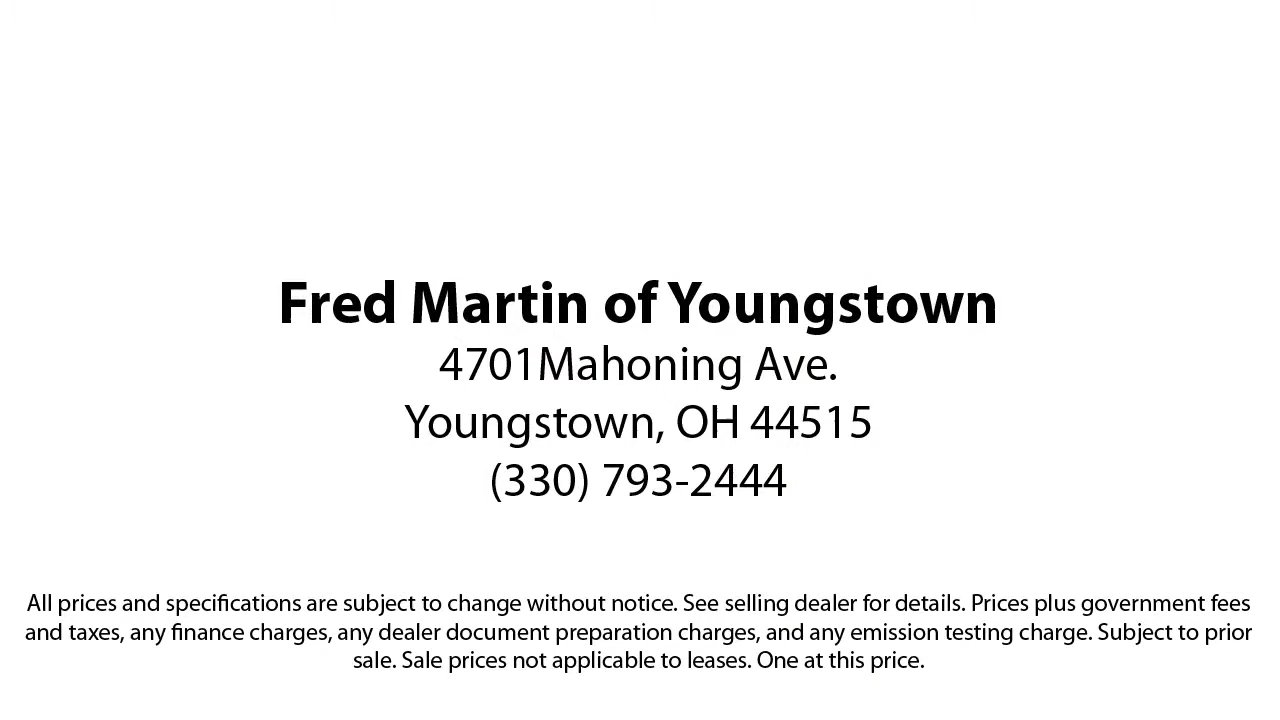 Fred Martin of Youngstown
4701Mahoning Ave.
Youngstown, OH 44515
(330) 793-2444
All prices and specifications are subject to change without notice. See selling dealer for details. Prices plus government fees
and taxes, any finance charges, any dealer document preparation charges, and any emission testing charge. Subject to prior
sale. Sale prices not applicable to leases. One at this price.